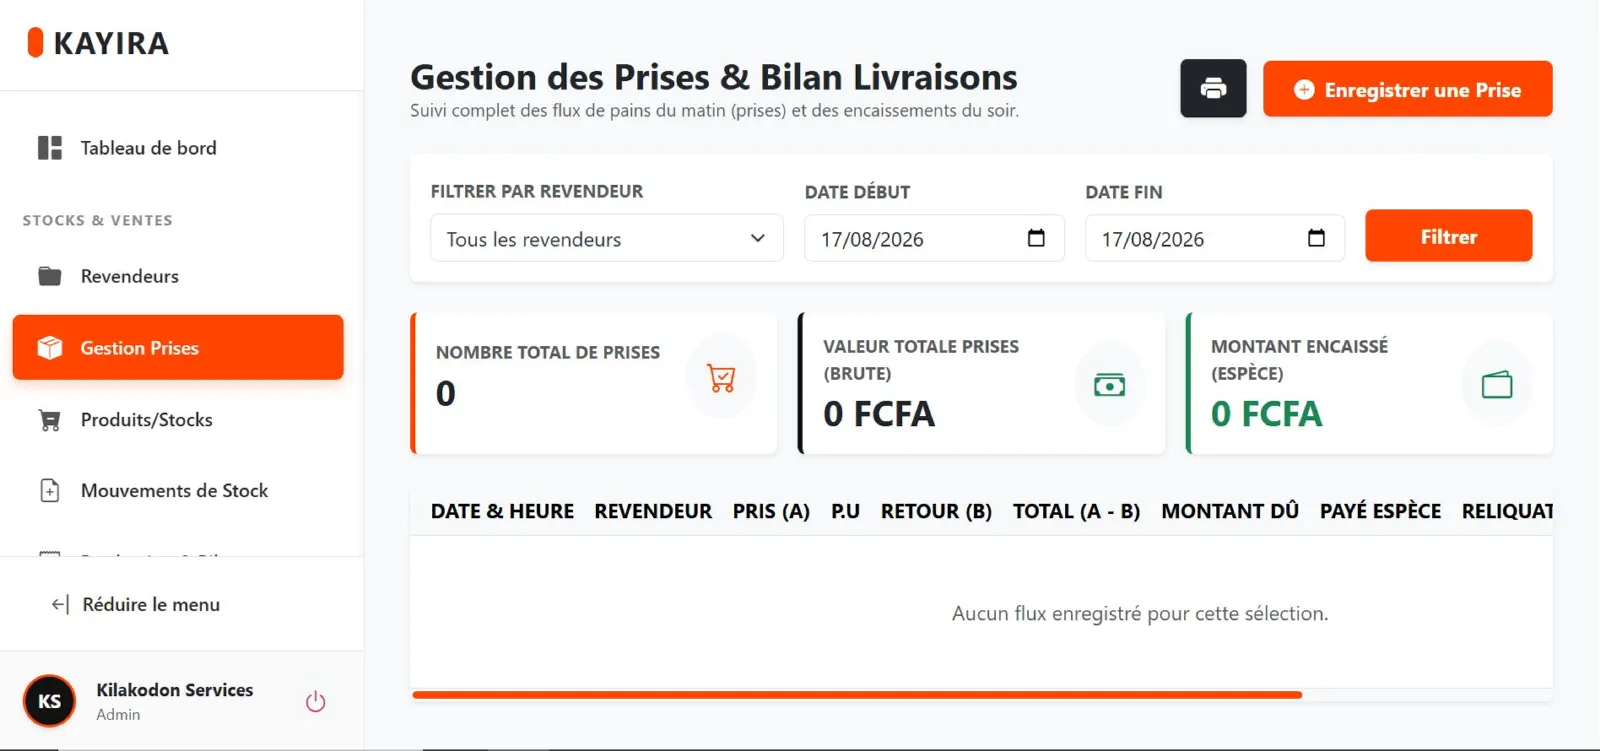 KAYIRA
Tableau de bord
STOCKS & VENTES
Revendeurs
Gestion Prises
Produits/Stocks
Mouvements de Stock
Réduire le menu
KS
Kilakodon Services
Admin
Gestion des Prises & Bilan Livraisons
Suivi complet des flux de pains du matin (prises) et des encaissements du soir.
Enregistrer une Prise
FILTRER PAR REVENDEUR
Tous les revendeurs
DATE DÉBUT
17/08/2026
DATE FIN
17/08/2026
Filtrer
NOMBRE TOTAL DE PRISES
0
VALEUR TOTALE PRISES
(BRUTE)
0 FCFA
MONTANT ENCAISSÉ
(ESPÈCE)
0 FCFA
DATE & HEURE REVENDEUR PRIS (A) P.U RETOUR (B) TOTAL (A - B) MONTANT DÛ PAYÉ ESPÈCE RELIQUAT
Aucun flux enregistré pour cette sélection.